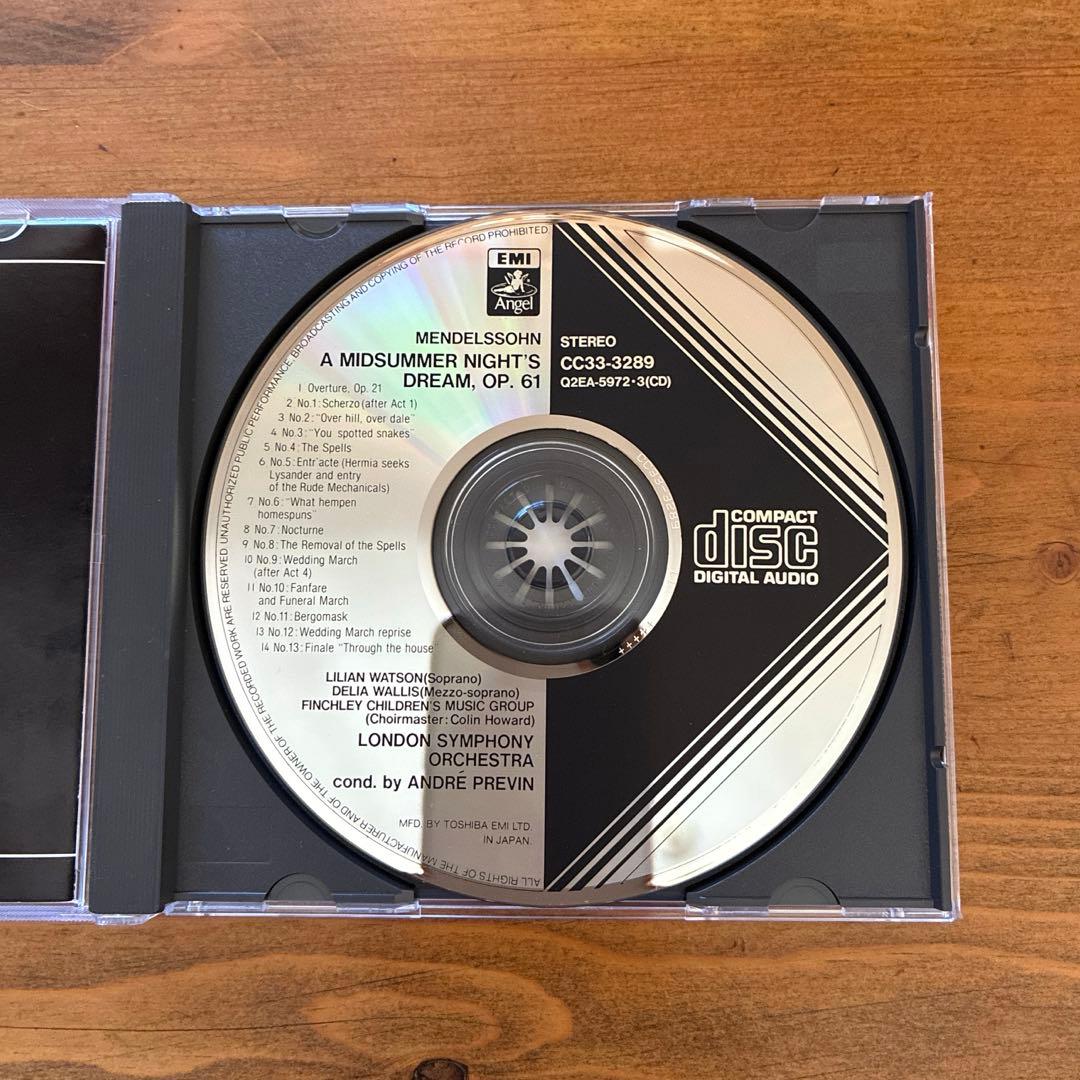 EMI
Angel
MENDELSSOHN
A MIDSUMMER NIGHT'S
DREAM, OP. 61
1 Overture, Op. 21
2 No.1: Scherzo (after Act 1)
3 No.2: "Over hill, over dale"
4 No.3: "You spotted snakes"
5 No.4: The Spells
6 No.5: Entr'acte (Hermia seeks
Lysander and entry
of the Rude Mechanicals)
7 No.6: "What hempen
homespuns"
8 No.7: Nocturne
9 No.8: The Removal of the Spells
10 No.9: Wedding March
(after Act 4)
11 No.10: Fanfare
and Funeral March
12 No.11: Bergomask
13 No.12: Wedding March reprise
14 No.13: Finale "Through the house"
LILIAN WATSON(Soprano)
DELIA WALLIS(Mezzo-soprano)
FINCHLEY CHILDREN'S MUSIC GROUP
(Choirmaster: Colin Howard)
LONDON SYMPHONY
ORCHESTRA
cond. by ANDRÉ PREVIN
MFD. BY TOSHIBA EMI LTD.
IN JAPAN.
STEREO
CC33-3289
Q2EA-5972·3(CD)
COMPACT
disc
DIGITAL AUDIO
ALL RIGHTS OF THE MANUFACTURER AND OF THE OWNER OF THE RECORDED WORK ARE RESERVED. UNAUTHORIZED PUBLIC PERFORMANCE, BROADCASTING AND COPYING OF THE RECORD PROHIBITED.
CC33-3289
++++